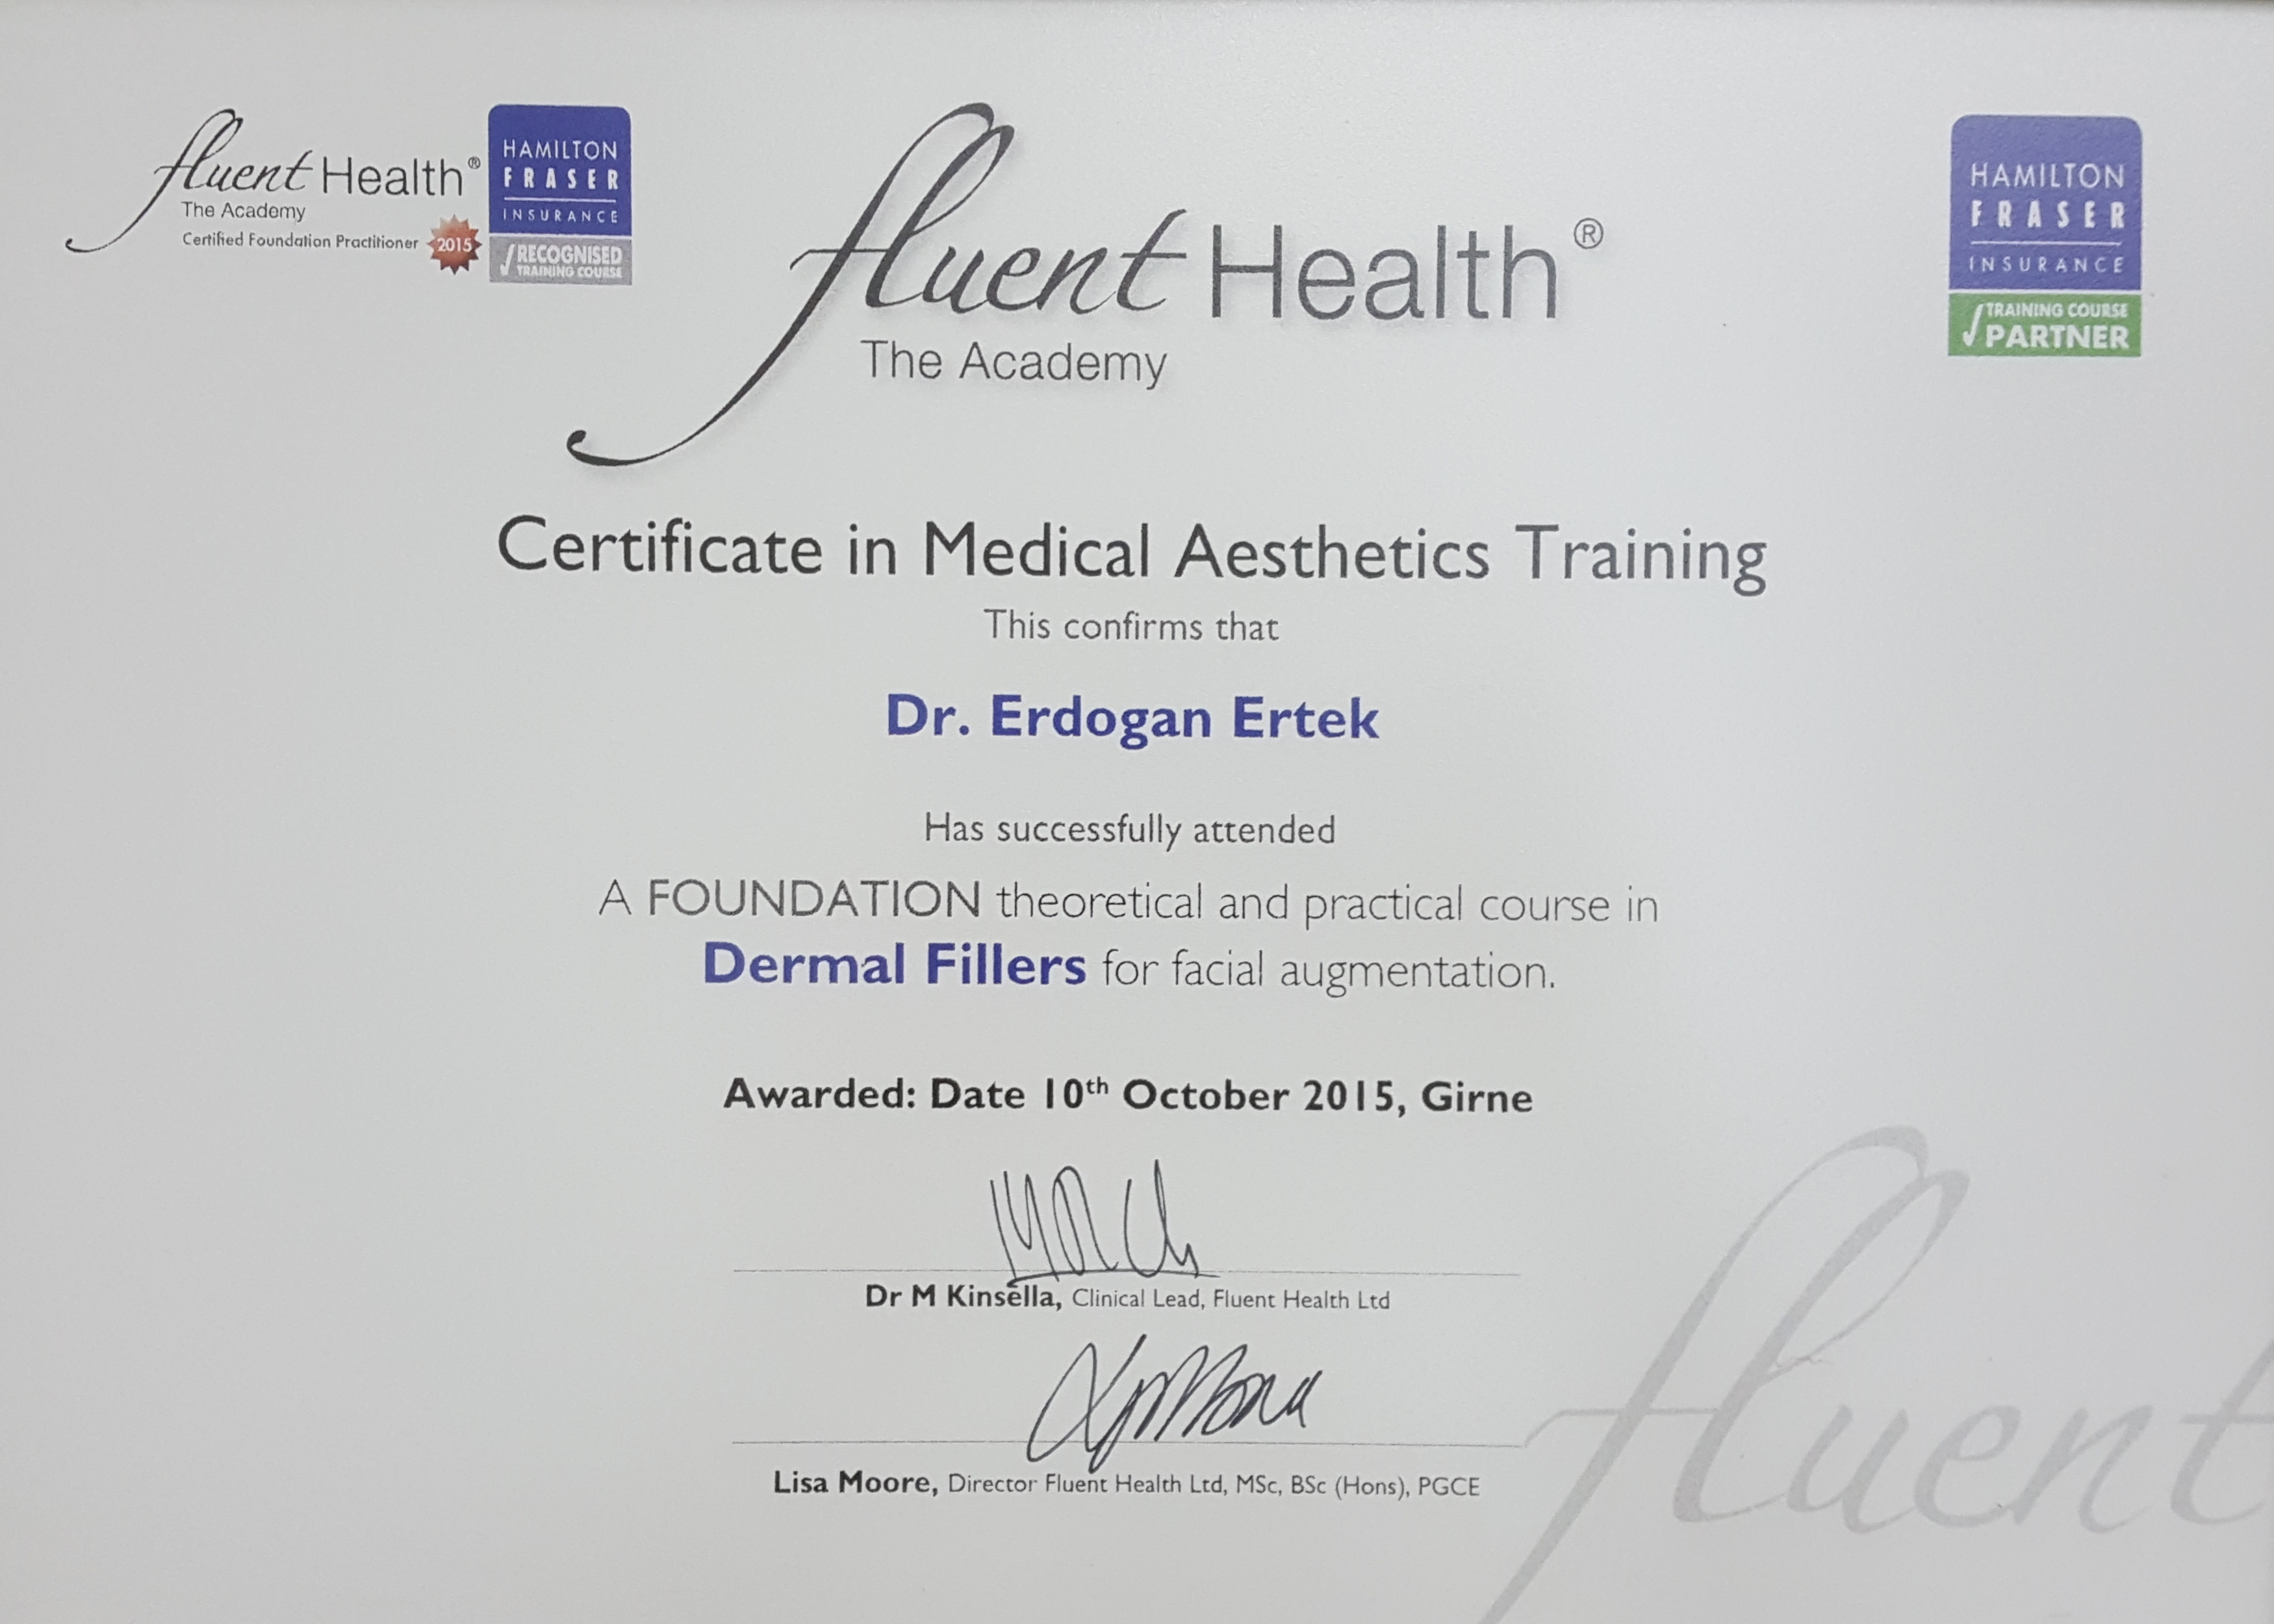 fluent Health®
The Academy
Certified Foundation Practitioner 2015
HAMILTON
FRASER
INSURANCE
√RECOGNISED
TRAINING COURSE
fluent Health®
The Academy
HAMILTON
FRASER
INSURANCE
√TRAINING COURSE
PARTNER
Certificate in Medical Aesthetics Training
This confirms that
Dr. Erdogan Ertek
Has successfully attended
A FOUNDATION theoretical and practical course in
Dermal Fillers for facial augmentation.
Awarded: Date 10th October 2015, Girne
Dr M Kinsella, Clinical Lead, Fluent Health Ltd
Lisa Moore, Director Fluent Health Ltd, MSc, BSc (Hons), PGCE
fluent